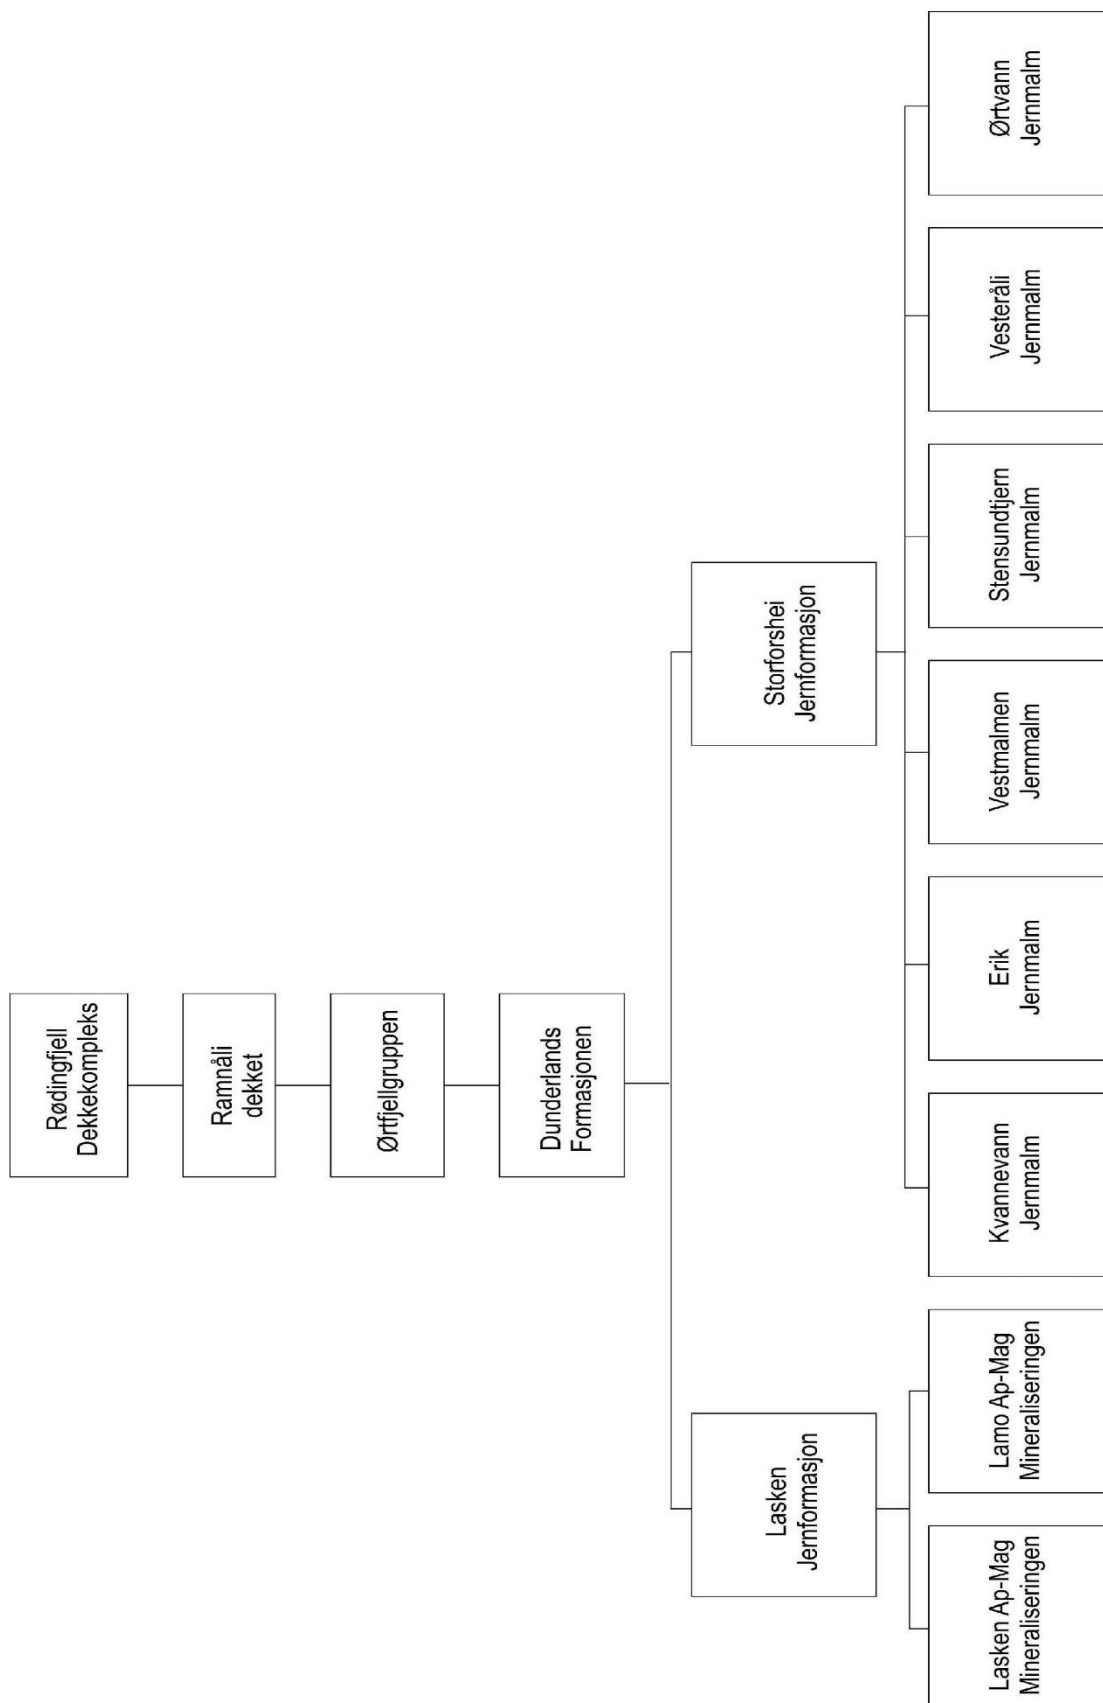 Rødingfjell
Dekkekompleks
Ramnåli
dekket
Ørtfjellgruppen
Dunderlands
Formasjonen
Lasken
Jernformasjon
Storforshei
Jernformasjon
Lasken Ap-Mag
Mineraliseringen
Lamo Ap-Mag
Mineraliseringen
Kvannevann
Jernmalm
Erik
Jernmalm
Vestmalmen
Jernmalm
Stensundtjern
Jernmalm
Vesteråli
Jernmalm
Ørtvann
Jernmalm